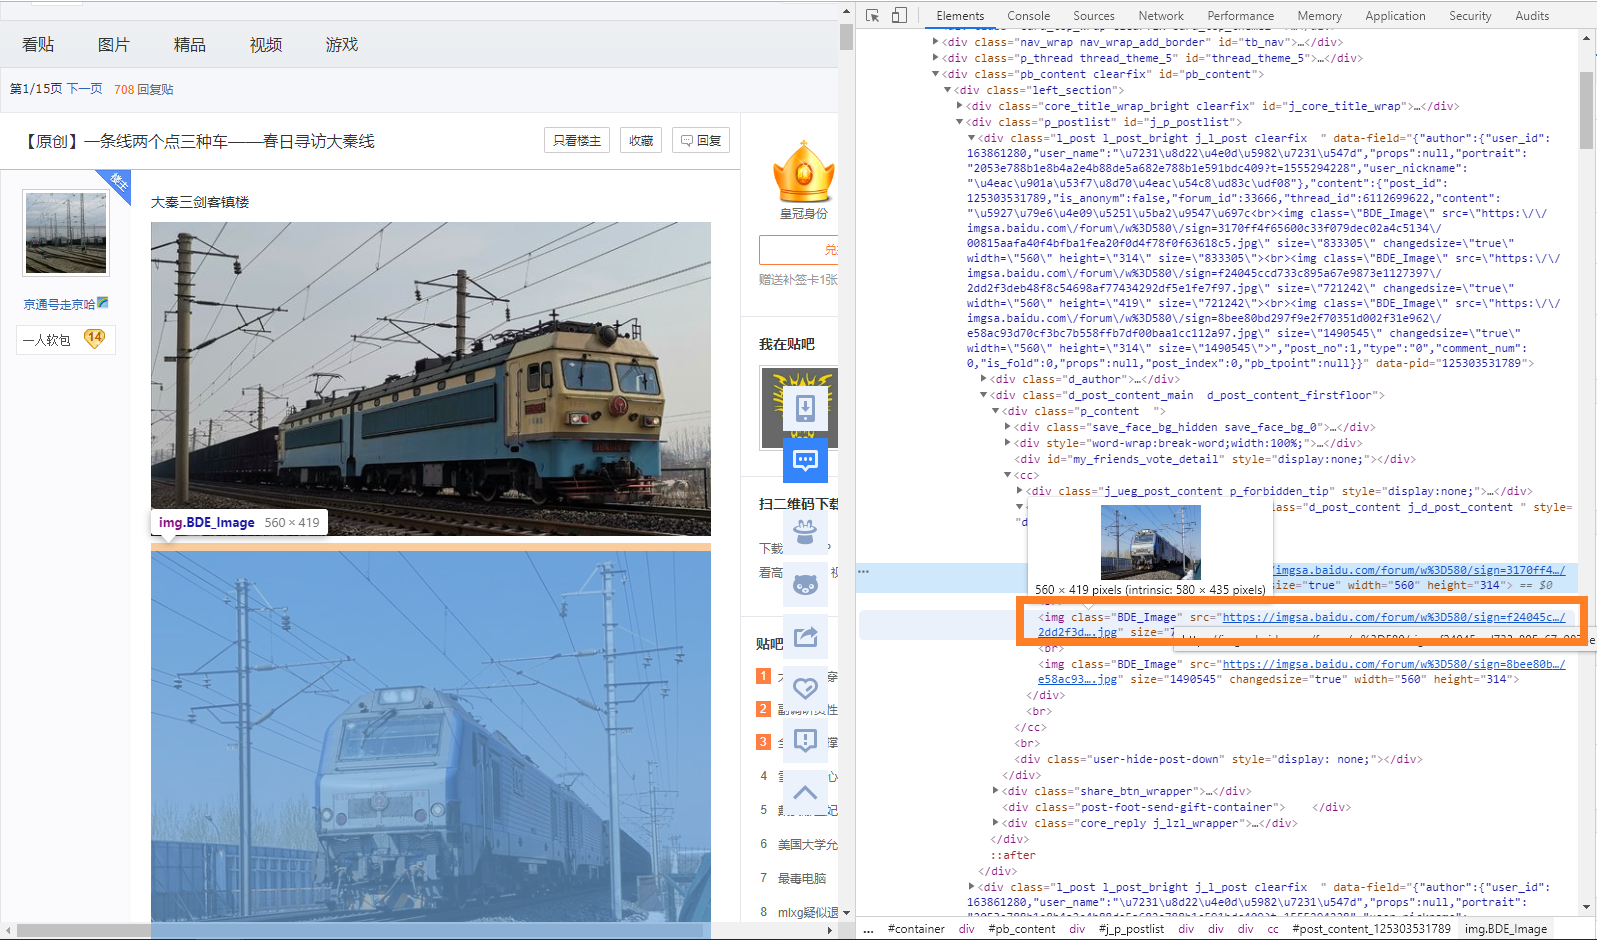 看贴 图片 精品 视频 游戏
第1/15页 下一页 708 回复贴
【原创】一条线两个点三种车——春日寻访大秦线
只看楼主 收藏 回复
楼主
京通号走京哈
一人软包 14
大秦三剑客镇楼
img.BDE_Image 560 × 419
皇冠身份
赠送补签卡1张
我在贴吧
扫二维码下载
下载
看高
贴吧
1
2
3
4
5
6 美国大学允
7 最毒电脑
8 mlxg疑似退
Elements Console Sources Network Performance Memory Application Security Audits
<div class="nav_wrap nav_wrap_add_border" id="tb_nav">…</div>
<div class="p_thread thread_theme_5" id="thread_theme_5">…</div>
<div class="pb_content clearfix" id="pb_content">
<div class="left_section">
<div class="core_title_wrap_bright clearfix" id="j_core_title_wrap">…</div>
<div class="p_postlist" id="j_p_postlist">
<div class="l_post l_post_bright j_l_post clearfix  " data-field="{"author":{"user_id":
163861280,"user_name":"\u7231\u8d22\u4e0d\u5982\u7231\u547d","props":null,"portrait":
"2053e788b1e8b4a2e4b88de5a682e788b1e591bdc409?t=1555294228","user_nickname":
"\u4eac\u901a\u53f7\u8d70\u4eac\u54c8\ud83c\udf08"},"content":{"post_id":
125303531789,"is_anonym":false,"forum_id":33666,"thread_id":6112699622,"content":
"\u5927\u79e6\u4e09\u5251\u5ba2\u9547\u697c<br><img class=\"BDE_Image\" src=\"https:\/\/
imgsa.baidu.com\/forum\/w%3D580\/sign=3170ff4f65600c33f079dec02a4c5134\/
00815aafa40f4bfba1fea20f0d4f78f0f63618c5.jpg\" size=\"833305\" changedsize=\"true\"
width=\"560\" height=\"314\" size=\"833305\"><br><img class=\"BDE_Image\" src=\"https:\/\/
imgsa.baidu.com\/forum\/w%3D580\/sign=f24045ccd733c895a67e9873e1127397\/
2dd2f3deb48f8c54698af77434292df5e1fe7f97.jpg\" size=\"721242\" changedsize=\"true\"
width=\"560\" height=\"419\" size=\"721242\"><br><img class=\"BDE_Image\" src=\"https:\/\/
imgsa.baidu.com\/forum\/w%3D580\/sign=8bee80bd297f9e2f70351d002f31e962\/
e58ac93d70cf3bc7b558ffb7df00baa1cc112a97.jpg\" size=\"1490545\" changedsize=\"true\"
width=\"560\" height=\"314\" size=\"1490545\">","post_no":1,"type":"0","comment_num":
0,"is_fold":0,"props":null,"post_index":0,"pb_tpoint":null}}" data-pid="125303531789">
<div class="d_author">…</div>
<div class="d_post_content_main  d_post_content_firstfloor">
<div class="p_content  ">
<div class="save_face_bg_hidden save_face_bg_0">…</div>
<div style="word-wrap:break-word;width:100%;">…</div>
<div id="my_friends_vote_detail" style="display:none;"></div>
<cc>
<div class="j_ueg_post_content p_forbidden_tip" style="display:none;">…</div>
class="d_post_content j_d_post_content " style=
"d
560 × 419 pixels (intrinsic: 580 × 435 pixels)
/imgsa.baidu.com/forum/w%3D580/sign=3170ff4…/
size="true" width="560" height="314"> == $0
<img class="BDE_Image" src="https://imgsa.baidu.com/forum/w%3D580/sign=f24045c…/
2dd2f3d….jpg" size="7
<br>
<img class="BDE_Image" src="https://imgsa.baidu.com/forum/w%3D580/sign=8bee80b…/
e58ac93….jpg" size="1490545" changedsize="true" width="560" height="314">
</div>
<br>
</cc>
<br>
<div class="user-hide-post-down" style="display: none;"></div>
</div>
<div class="share_btn_wrapper">…</div>
<div class="post-foot-send-gift-container">    </div>
<div class="core_reply j_lzl_wrapper">…</div>
</div>
::after
</div>
<div class="l_post l_post_bright j_l_post clearfix  " data-field="{"author":{"user_id":
163861280,"user_name":"\u7231\u8d22\u4e0d\u5982\u7231\u547d","props":null,"portrait":
... #container div #pb_content div #j_p_postlist div div div cc #post_content_125303531789 img.BDE_Image